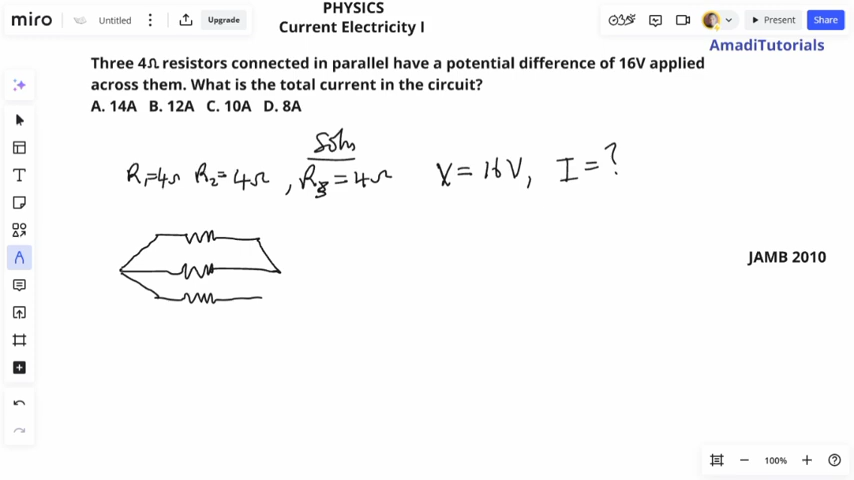 miro
Untitled
Upgrade
PHYSICS
Current Electricity I
Present
Share
AmadiTutorials
Three 4Ω resistors connected in parallel have a potential difference of 16V applied
across them. What is the total current in the circuit?
A. 14A B. 12A C. 10A D. 8A
Soln
R1=4Ω R2=4Ω, R3=4Ω V=16V, I=?
JAMB 2010
100%